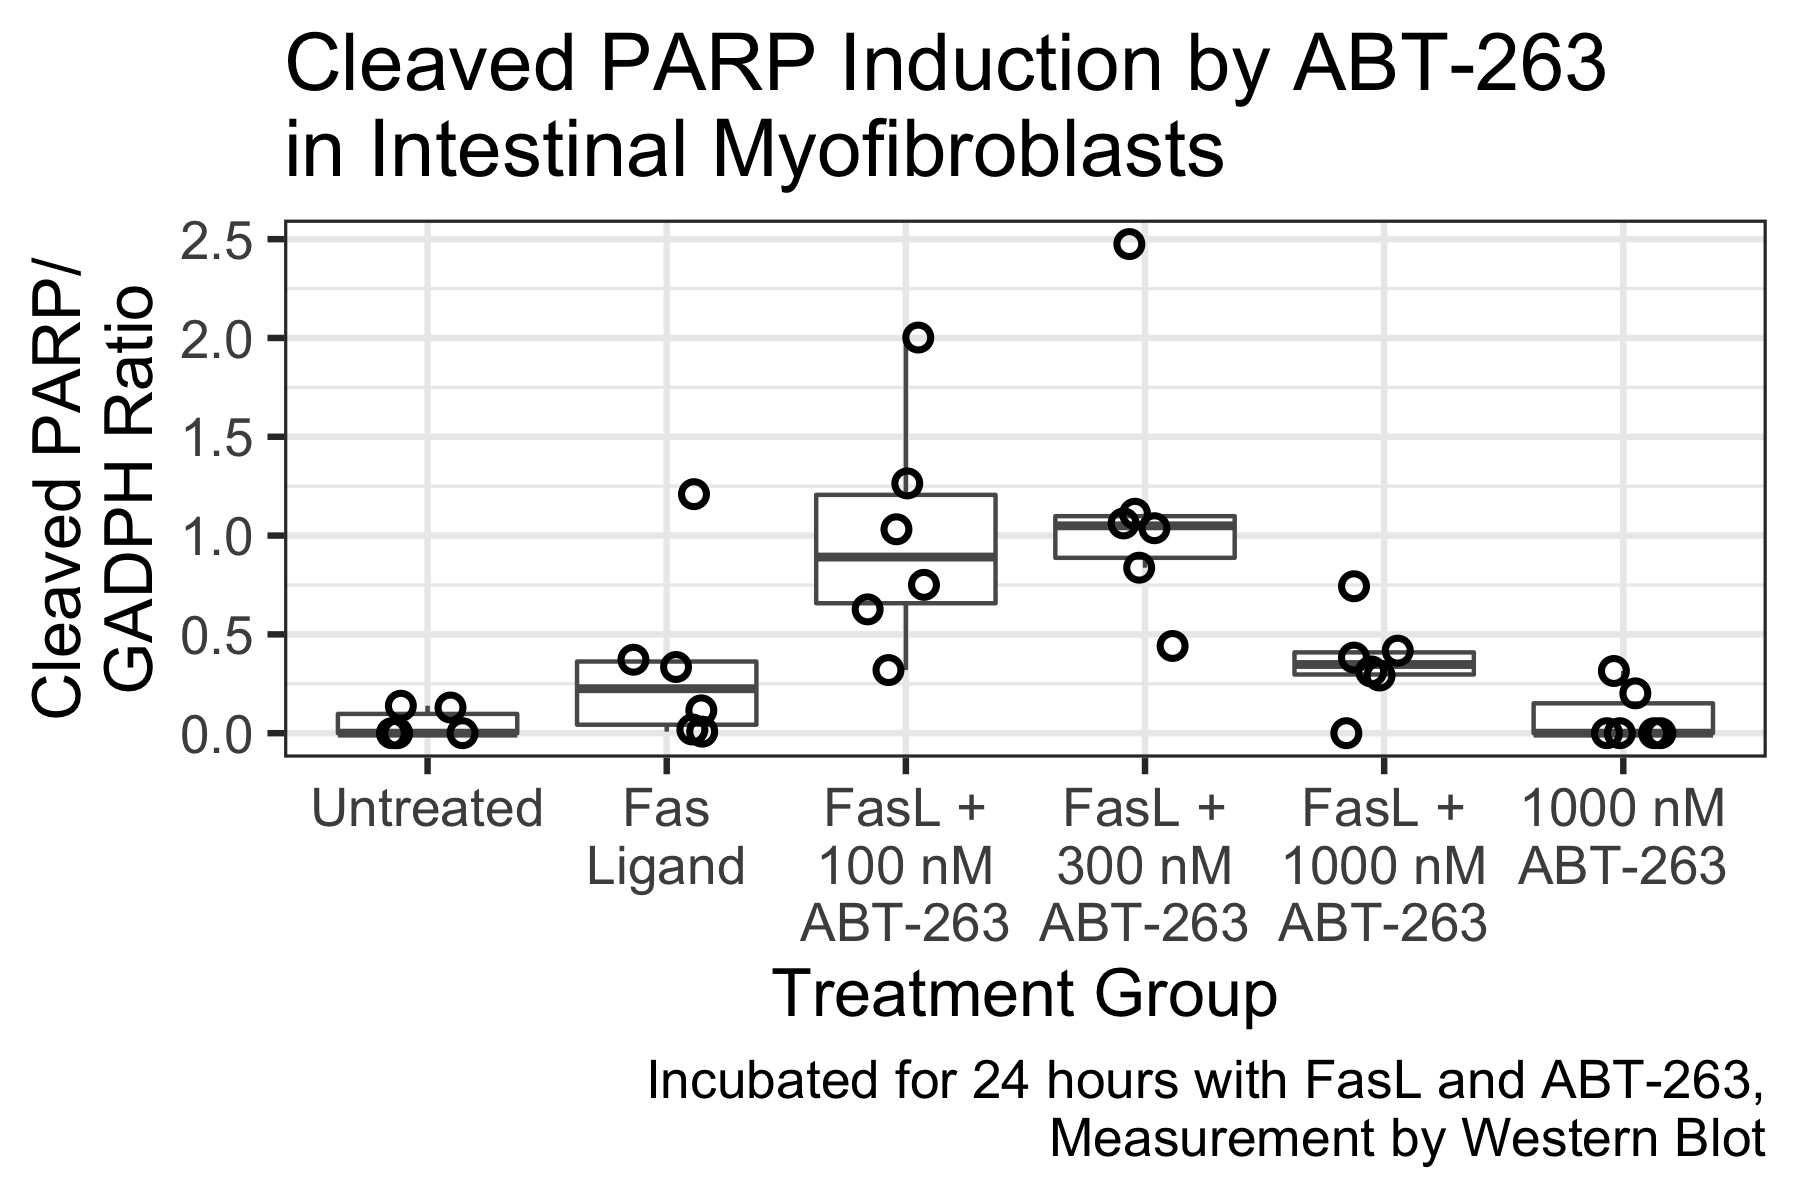 Cleaved PARP Induction by ABT-263
in Intestinal Myofibroblasts
Cleaved PARP/
GADPH Ratio
2.5
2.0
1.5
1.0
0.5
0.0
Untreated
Fas
Ligand
FasL +
100 nM
ABT-263
FasL +
300 nM
ABT-263
FasL +
1000 nM
ABT-263
1000 nM
ABT-263
Treatment Group
Incubated for 24 hours with FasL and ABT-263,
Measurement by Western Blot